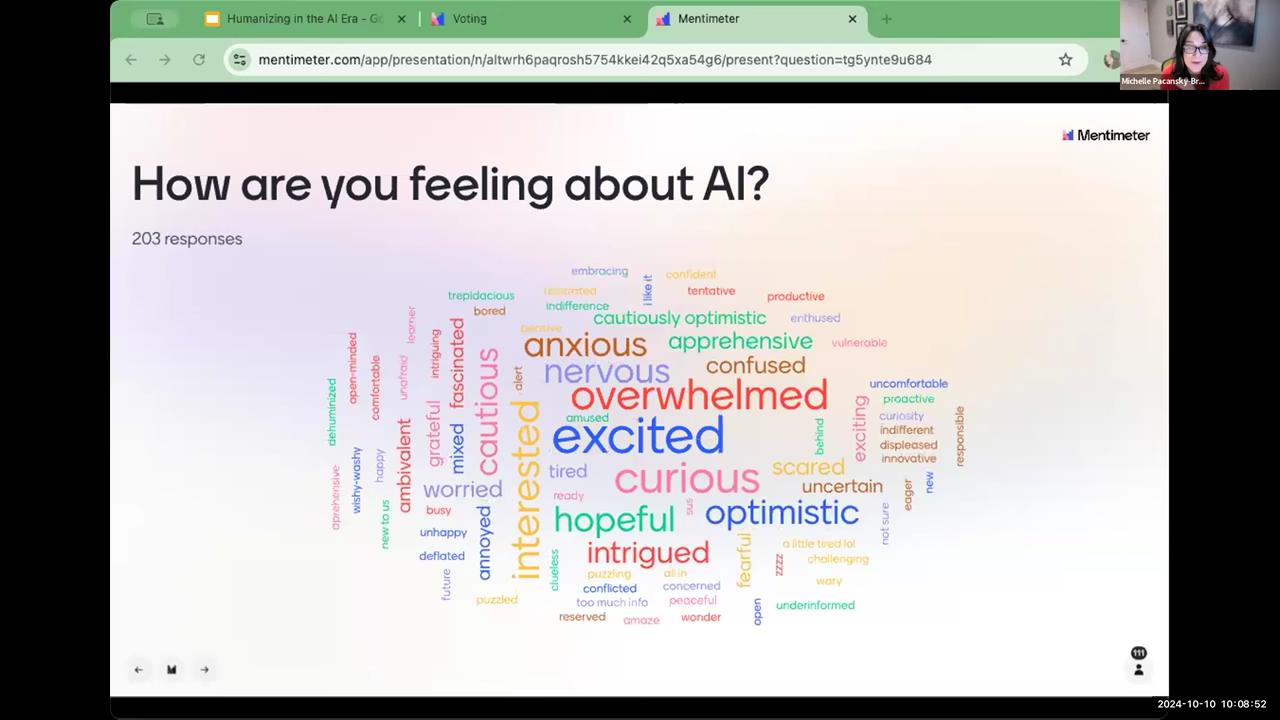 Humanizing in the AI Era - Go
Voting
Mentimeter
mentimeter.com/app/presentation/n/altwrh6paqrosh5754kkei42q5xa54g6/present?question=tg5ynte9u684
Michelle Pacansky-Br...
Mentimeter
How are you feeling about AI?
203 responses
embracing
confident
i like it
trepidacious
frustrated
tentative
productive
bored
indifference
learner
cautiously optimistic
enthused
pensive
anxious
apprehensive
vulnerable
open-minded
comfortable
unafraid
intriguing
fascinated
cautious
alert
nervous
confused
overwhelmed
uncomfortable
dehuminized
proactive
amused
curiosity
exciting
behind
indifferent
responsible
excited
displeased
innovative
ambivalent
grateful
mixed
interested
tired
curious
scared
wishy-washy
happy
worried
uncertain
new
eager
aprehensive
ready
sus
busy
hopeful
optimistic
not sure
new to us
unhappy
annoyed
intrigued
fearful
a little tired lol
deflated
clueless
zzzz
challenging
puzzling
all in
future
conflicted
concerned
wary
puzzled
too much info
peaceful
open
underinformed
reserved
amaze
wonder
111
2024-10-10 10:08:52